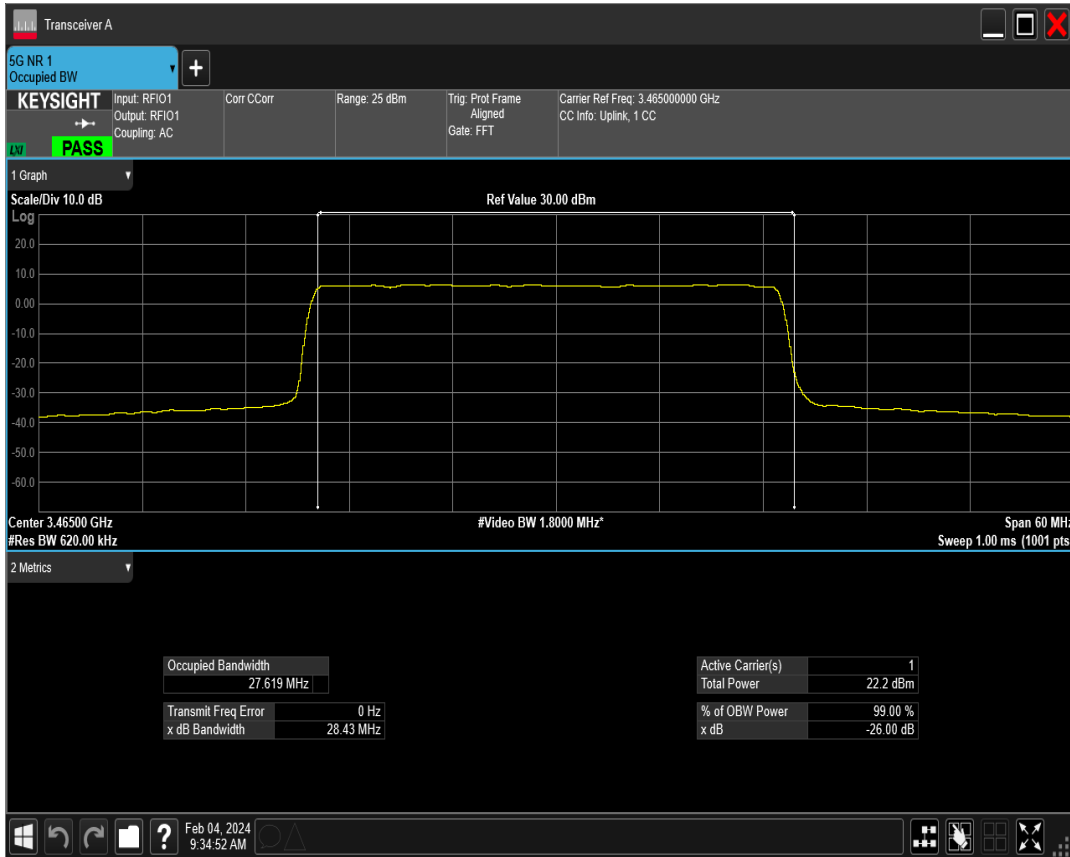 Transceiver A
5G NR 1
Occupied BW
+
KEYSIGHT
LXI
PASS
Input: RFIO1
Output: RFIO1
Coupling: AC
Corr CCorr
Range: 25 dBm
Trig: Prot Frame
Aligned
Gate: FFT
Carrier Ref Freq: 3.465000000 GHz
CC Info: Uplink, 1 CC
1 Graph
Scale/Div 10.0 dB
Ref Value 30.00 dBm
Log
20.0
10.0
0.00
-10.0
-20.0
-30.0
-40.0
-50.0
-60.0
Center 3.46500 GHz
#Video BW 1.8000 MHz*
Span 60 MHz
#Res BW 620.00 kHz
Sweep 1.00 ms (1001 pts
2 Metrics
Occupied Bandwidth
27.619 MHz
Transmit Freq Error 0 Hz
x dB Bandwidth 28.43 MHz
Active Carrier(s) 1
Total Power 22.2 dBm
% of OBW Power 99.00 %
x dB -26.00 dB
?
Feb 04, 2024
9:34:52 AM